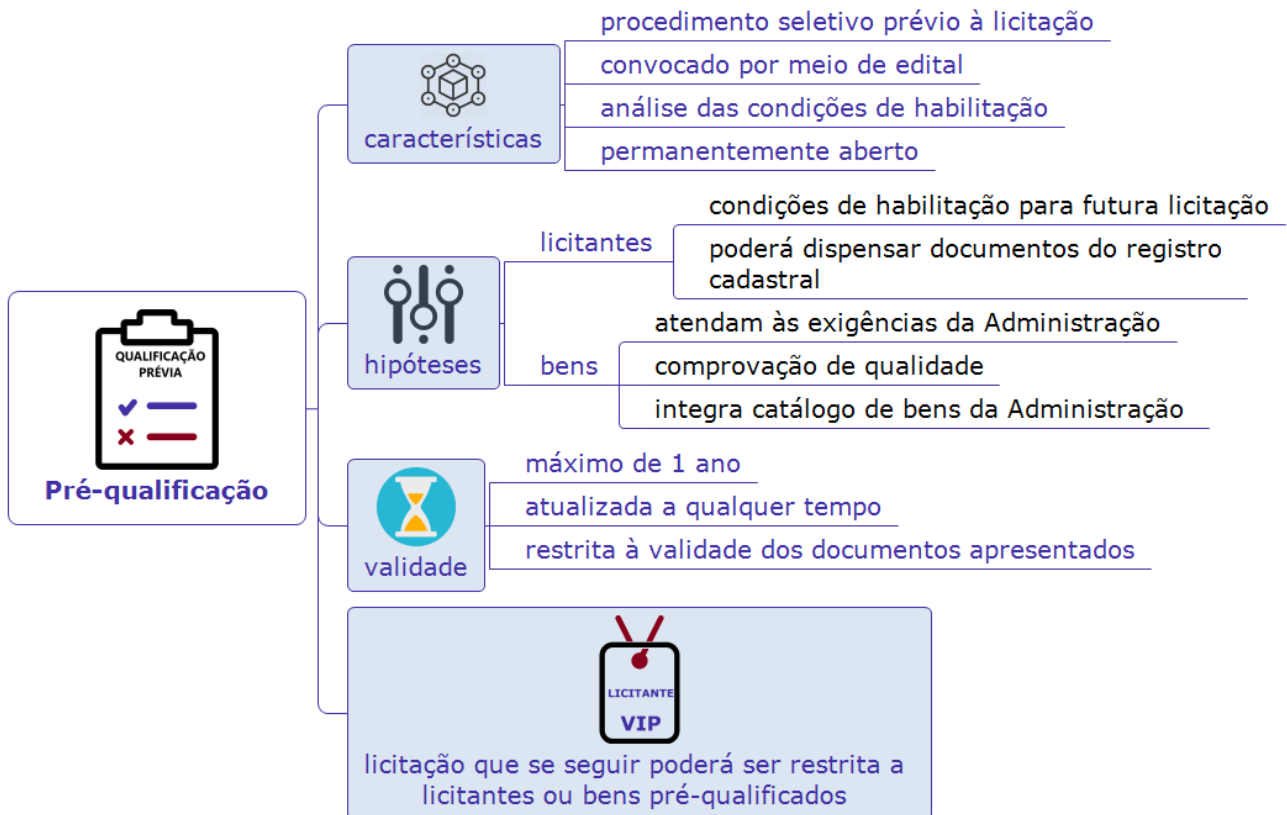 QUALIFICAÇÃO
PRÉVIA
Pré-qualificação
características
procedimento seletivo prévio à licitação
convocado por meio de edital
análise das condições de habilitação
permanentemente aberto
hipóteses
licitantes
condições de habilitação para futura licitação
poderá dispensar documentos do registro
cadastral
bens
atendam às exigências da Administração
comprovação de qualidade
integra catálogo de bens da Administração
validade
máximo de 1 ano
atualizada a qualquer tempo
restrita à validade dos documentos apresentados
LICITANTE
VIP
licitação que se seguir poderá ser restrita a
licitantes ou bens pré-qualificados